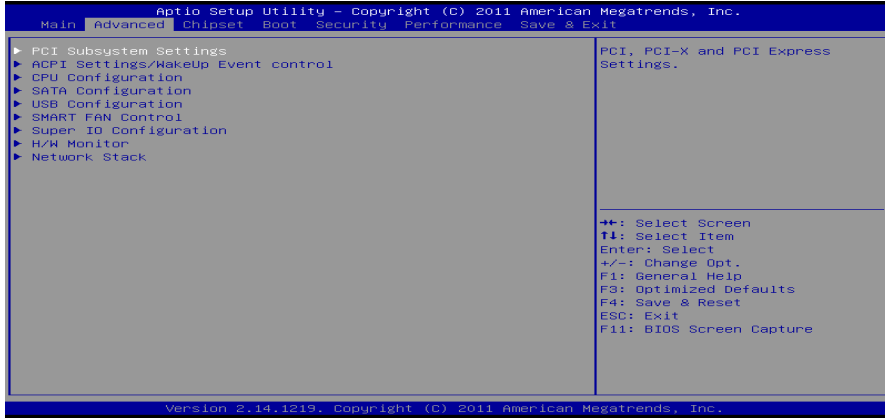 Aptio Setup Utility – Copyright (C) 2011 American Megatrends, Inc.
Main Advanced Chipset Boot Security Performance Save & Exit
▶ PCI Subsystem Settings
▶ ACPI Settings/WakeUp Event control
▶ CPU Configuration
▶ SATA Configuration
▶ USB Configuration
▶ SMART FAN Control
▶ Super IO Configuration
▶ H/W Monitor
▶ Network Stack
PCI, PCI-X and PCI Express
Settings.
→←: Select Screen
↑↓: Select Item
Enter: Select
+/-: Change Opt.
F1: General Help
F3: Optimized Defaults
F4: Save & Reset
ESC: Exit
F11: BIOS Screen Capture
Version 2.14.1219. Copyright (C) 2011 American Megatrends, Inc.